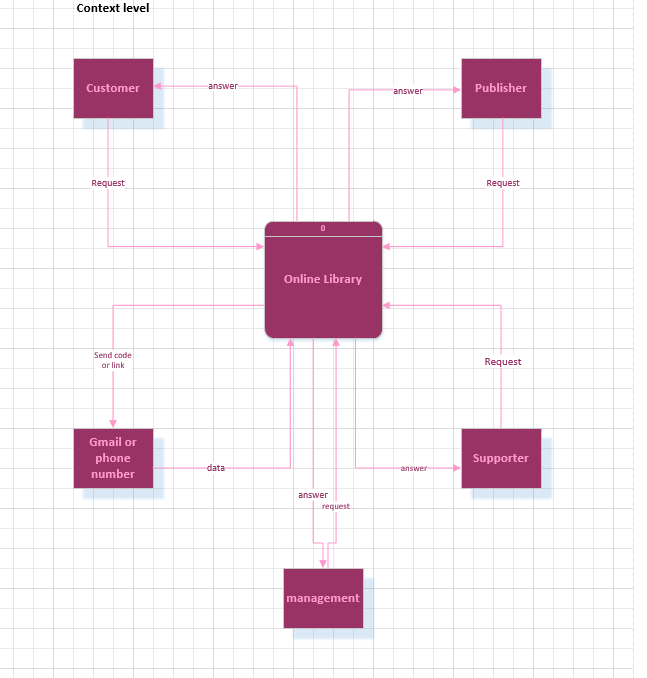 Context level
Customer
answer
answer
Publisher
Request
Request
0
Online Library
Send code
or link
Request
Gmail or
phone
number
data
answer
Supporter
answer
request
management